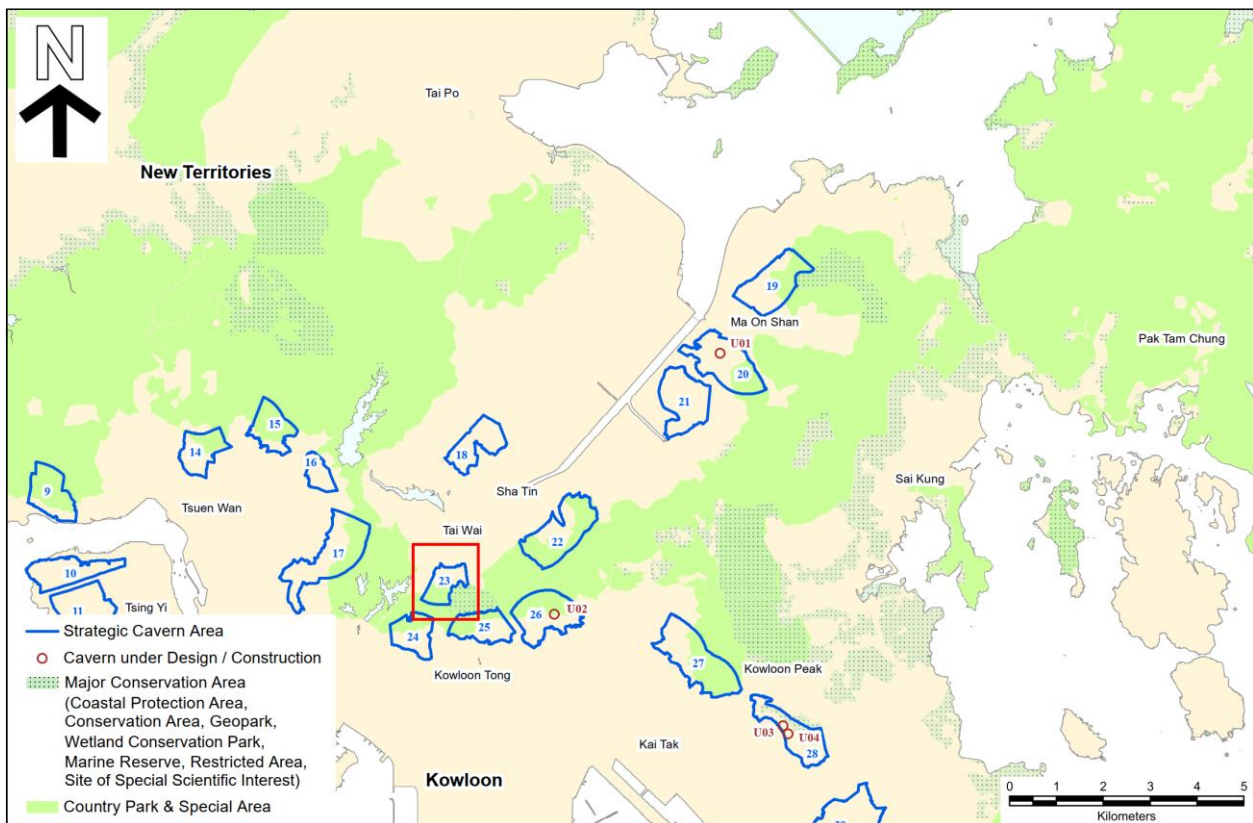 N
Tai Po
New Territories
19
Ma On Shan
U01
Pak Tam Chung
20
21
15
14
16
18
9
Sai Kung
Sha Tin
Tsuen Wan
Tai Wai
17
22
10
23
Tsing Yi
11
26
U02
25
24
Strategic Cavern Area
Cavern under Design / Construction
27
Kowloon Peak
Kowloon Tong
Major Conservation Area
(Coastal Protection Area,
Conservation Area, Geopark,
Wetland Conservation Park,
Marine Reserve, Restricted Area,
Site of Special Scientific Interest)
U03
U04
28
Kai Tak
Kowloon
Country Park & Special Area
0 1 2 3 4 5
Kilometers